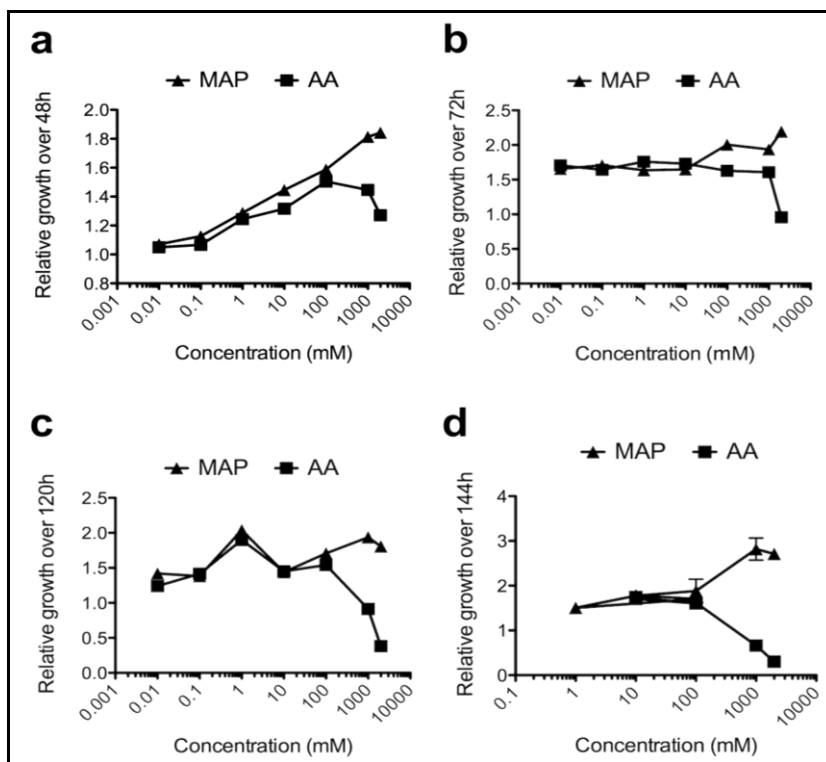 a
MAP AA
Relative growth over 48h
2.0
1.8
1.6
1.4
1.2
1.0
0.8
0.001 0.01 0.1 1 10 100 1000 10000
Concentration (mM)
b
MAP AA
Relative growth over 72h
2.5
2.0
1.5
1.0
0.5
0.0
0.001 0.01 0.1 1 10 100 1000 10000
Concentration (mM)
c
MAP AA
Relative growth over 120h
2.5
2.0
1.5
1.0
0.5
0.0
0.001 0.01 0.1 1 10 100 1000 10000
Concentration (mM)
d
MAP AA
Relative growth over 144h
4
3
2
1
0
0.1 1 10 100 1000 10000
Concentration (mM)